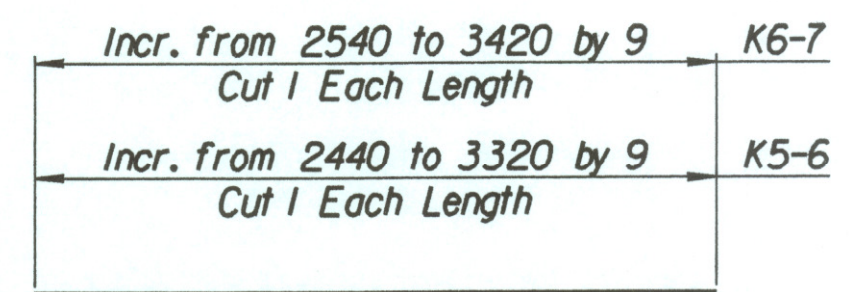 Incr. from 2540 to 3420 by 9 K6-7
Cut 1 Each Length
Incr. from 2440 to 3320 by 9 K5-6
Cut 1 Each Length